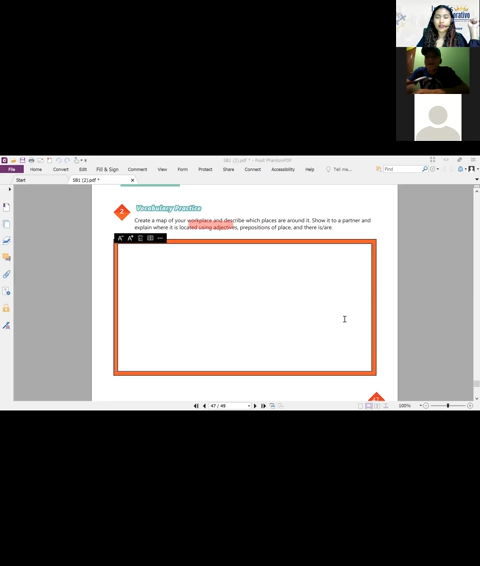 SB1 (2).pdf * - Foxit PhantomPDF
Home Convert Edit Fill & Sign Comment View Form Protect Share Connect Accessibility Help Tell me... Find
Start SB1 (2).pdf *
2 Vocabulary Practice
Create a map of your workplace and describe which places are around it. Show it to a partner and
explain where it is located using adjectives, prepositions of place, and there is/are.
47 / 49 100%